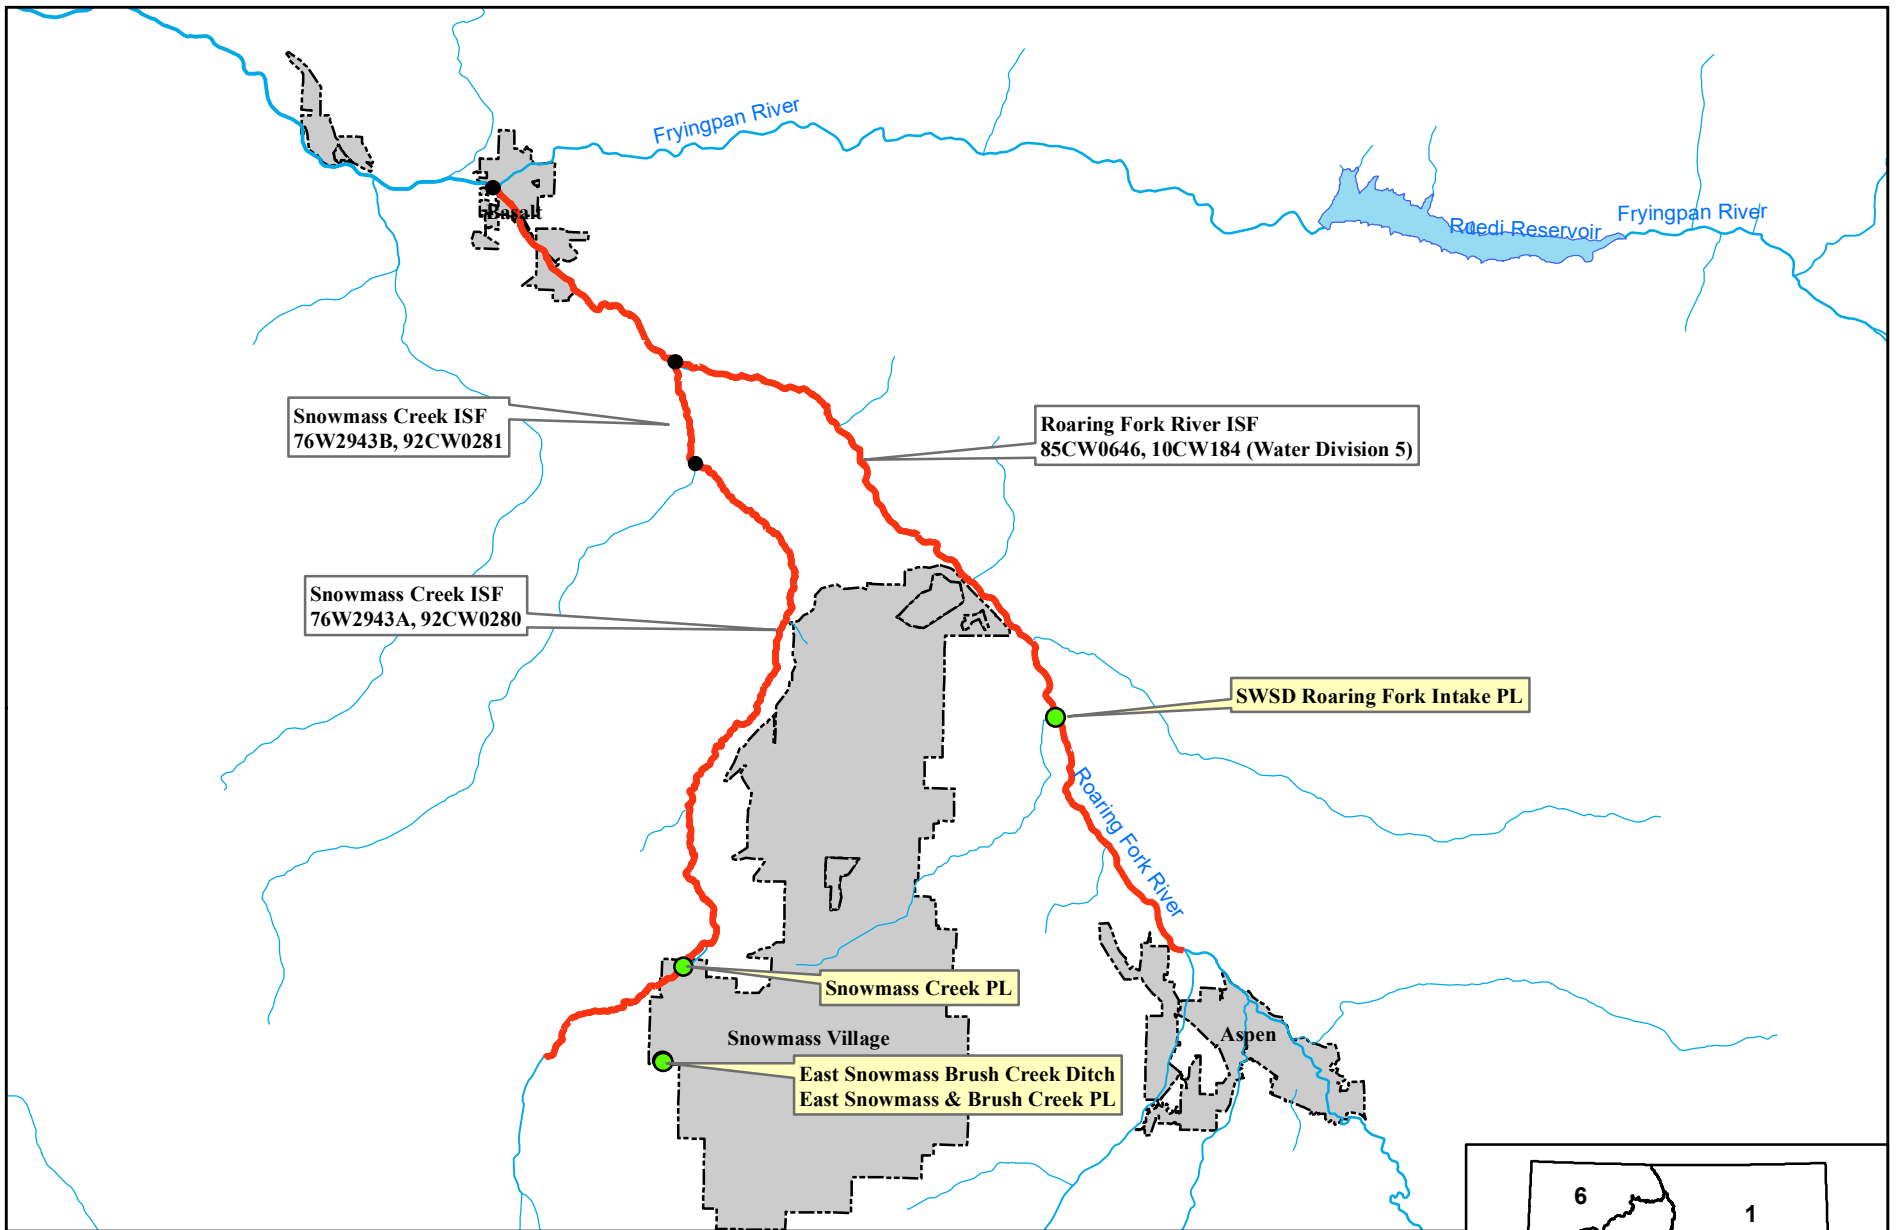 Fryingpan River
Basalt
Ruedi Reservoir
Fryingpan River
Snowmass Creek ISF
76W2943B, 92CW0281
Roaring Fork River ISF
85CW0646, 10CW184 (Water Division 5)
Snowmass Creek ISF
76W2943A, 92CW0280
SWSD Roaring Fork Intake PL
Roaring Fork River
Snowmass Creek PL
Snowmass Village
Aspen
East Snowmass Brush Creek Ditch
East Snowmass & Brush Creek PL
6
1